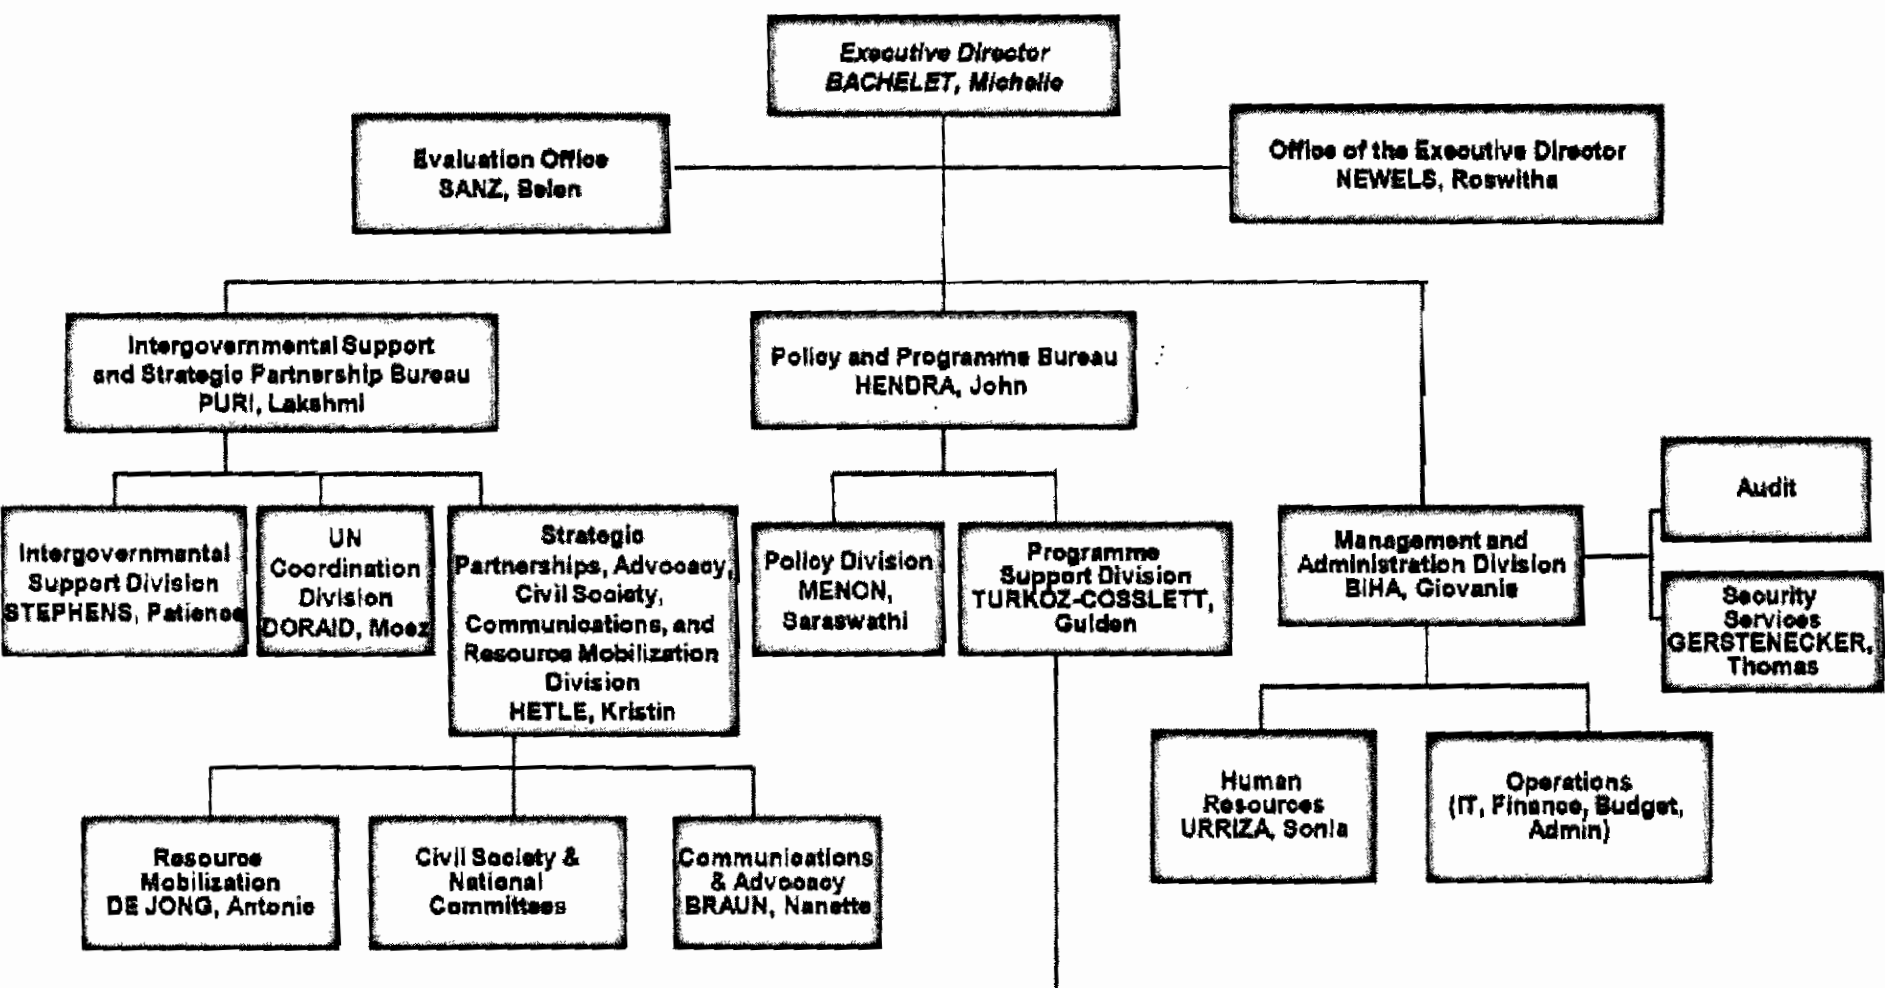 Executive Director
BACHELET, Michelle
Evaluation Office
SANZ, Belen
Office of the Executive Director
NEWELS, Roswitha
Intergovernmental Support
and Strategic Partnership Bureau
PURI, Lakshmi
Policy and Programme Bureau
HENDRA, John
Intergovernmental
Support Division
STEPHENS, Patience
UN
Coordination
Division
DORAID, Moez
Strategic
Partnerships, Advocacy,
Civil Society,
Communications, and
Resource Mobilization
Division
HETLE, Kristin
Policy Division
MENON,
Saraswathi
Programme
Support Division
TURKOZ-COSSLETT,
Gulden
Management and
Administration Division
BIHA, Giovanie
Audit
Security
Services
GERSTENECKER,
Thomas
Resource
Mobilization
DE JONG, Antonie
Civil Society &
National
Committees
Communications
& Advocacy
BRAUN, Nanette
Human
Resources
URRIZA, Sonia
Operations
(IT, Finance, Budget,
Admin)